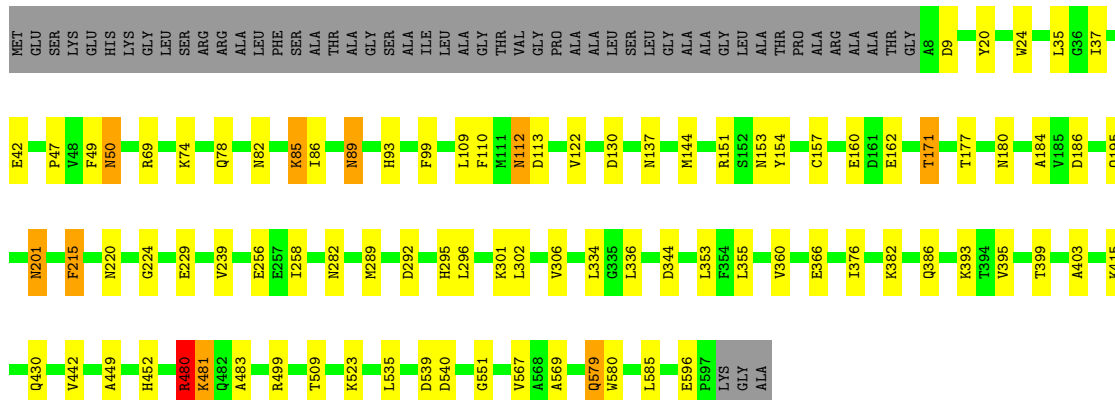 MET GLU SER LYS GLU HIS LYS GLY LEU SER ARG ARG ALA LEU PHE SER ALA THR ALA GLY SER ALA ILE LEU ALA GLY THR VAL GLY PRO ALA ALA LEU SER LEU GLY ALA ALA GLY LEU ALA THR PRO ALA ARG ALA ALA THR GLY A8 D9 Y20 W24 L35 G36 I37
E42 P47 V48 F49 N50 R69 K74 Q78 N82 K85 I86 N89 H93 F99 L109 F110 M111 N112 D113 V122 D130 N137 M144 R151 S152 N153 Y154 C157 E160 D161 E162 T171 T177 N180 A184 V185 D186
N201 F215 N220 G224 E229 V239 E256 E257 I258 N282 M289 D292 H295 L296 K301 L302 V306 L334 G335 L336 D344 L353 F354 L355 V360 E366 I376 K382 Q386 K393 T394 V395 T399 A403
Q430 V442 A449 H452 R480 K481 Q482 A483 R499 T509 K523 L535 D539 D540 G551 V567 A568 A569 Q579 W580 L585 E596 P597 LYS GLY ALA